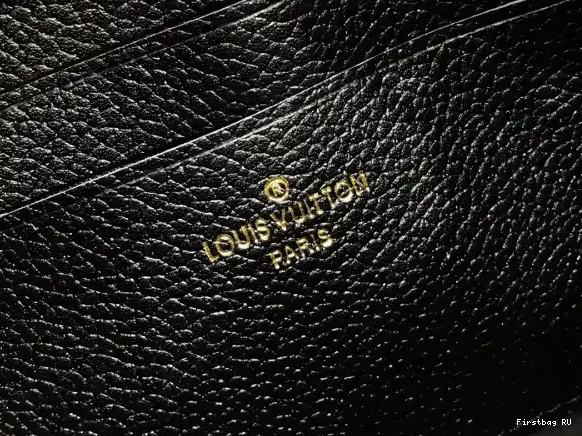 ®
LOUIS VUITTON
PARIS
Firstbag RU